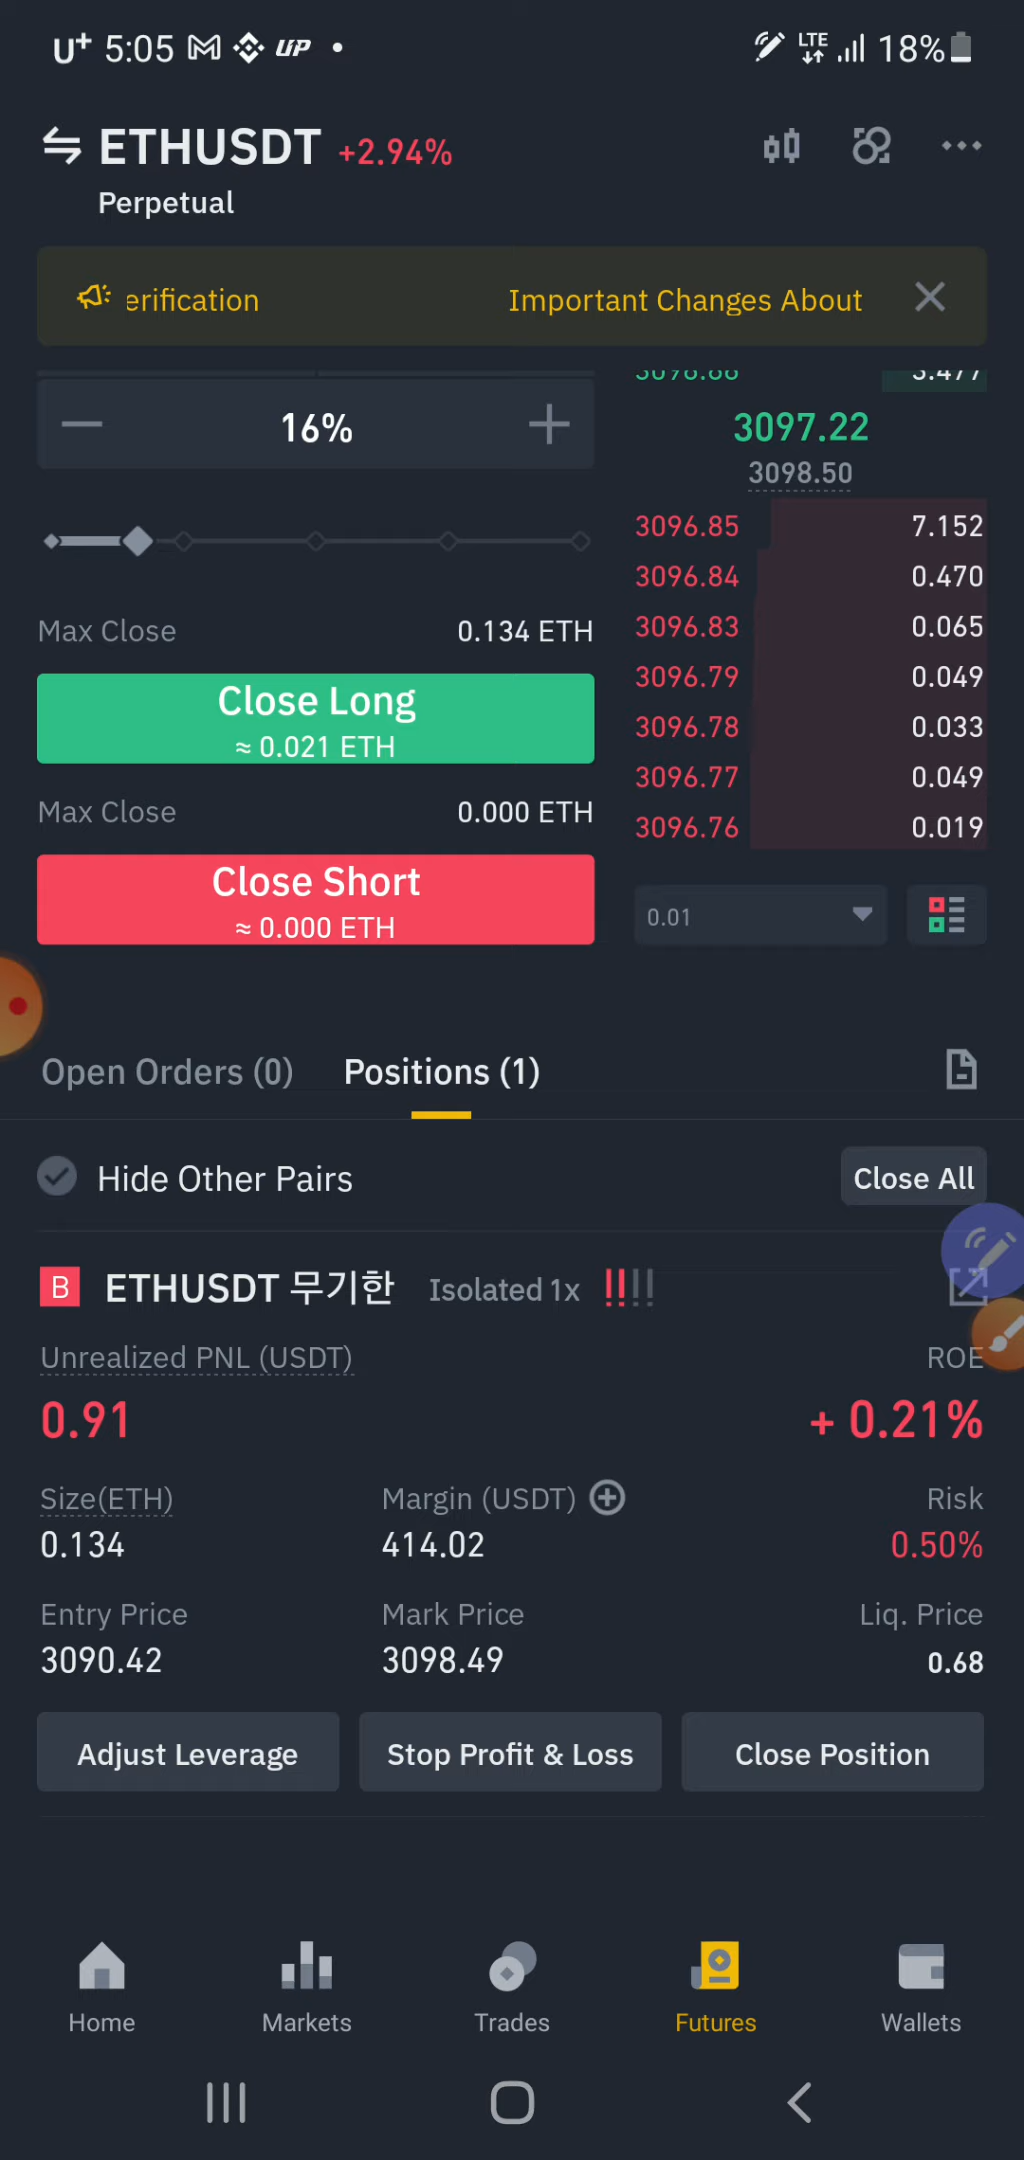 U+ 5:05 UP • LTE 18%
ETHUSDT +2.94%
Perpetual
erification Important Changes About
3.477
16%
3097.22
3098.50
3096.85 7.152
3096.84 0.470
3096.83 0.065
3096.79 0.049
3096.78 0.033
3096.77 0.049
3096.76 0.019
0.01
Max Close 0.134 ETH
Close Long
≈ 0.021 ETH
Max Close 0.000 ETH
Close Short
≈ 0.000 ETH
Open Orders (0) Positions (1)
Hide Other Pairs Close All
B ETHUSDT 무기한 Isolated 1x !!!!
Unrealized PNL (USDT) ROE
0.91 + 0.21%
Size(ETH) Margin (USDT) Risk
0.134 414.02 0.50%
Entry Price Mark Price Liq. Price
3090.42 3098.49 0.68
Adjust Leverage Stop Profit & Loss Close Position
Home Markets Trades Futures Wallets